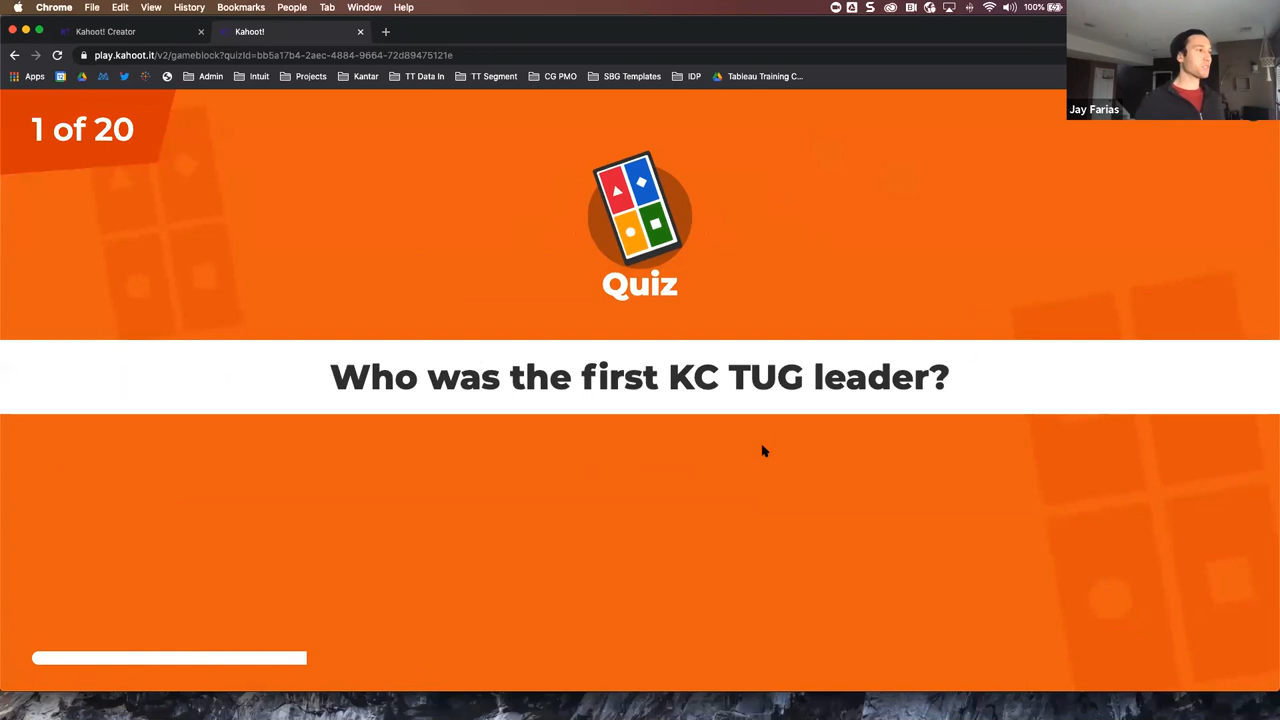 Chrome File Edit View History Bookmarks People Tab Window Help 100%
Kahoot! Creator Kahoot!
play.kahoot.it/v2/gameblock?quizId=bb5a17b4-2aec-4884-9664-72d89475121e
Apps Admin Intuit Projects Kantar TT Data In TT Segment CG PMO SBG Templates IDP Tableau Training C...
Jay Farias
1 of 20
Quiz
Who was the first KC TUG leader?